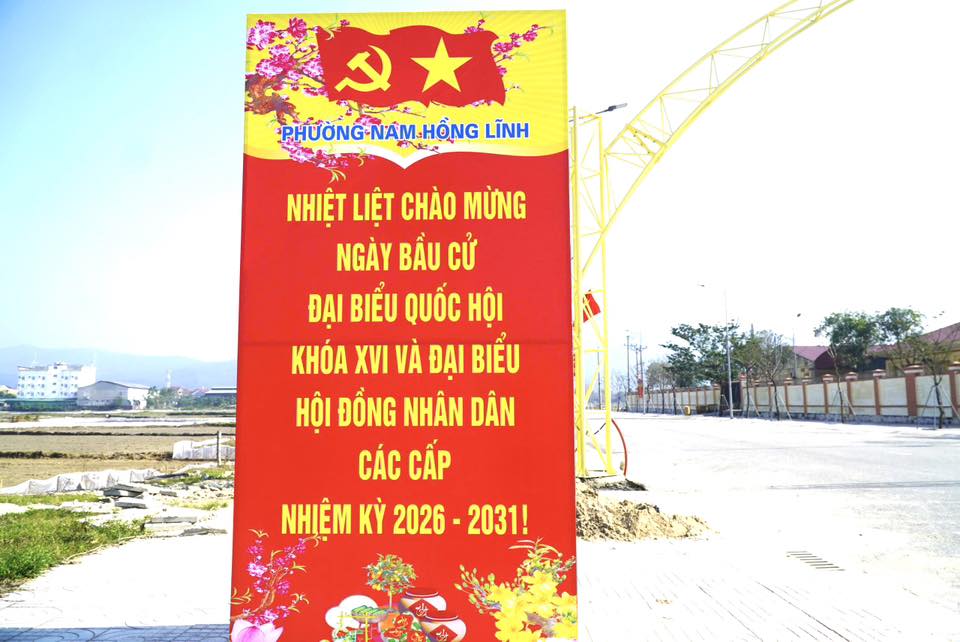 PHƯỜNG NAM HỒNG LĨNH
NHIỆT LIỆT CHÀO MỪNG
NGÀY BẦU CỬ
ĐẠI BIỂU QUỐC HỘI
KHÓA XVI VÀ ĐẠI BIỂU
HỘI ĐỒNG NHÂN DÂN
CÁC CẤP
NHIỆM KỲ 2026 - 2031!